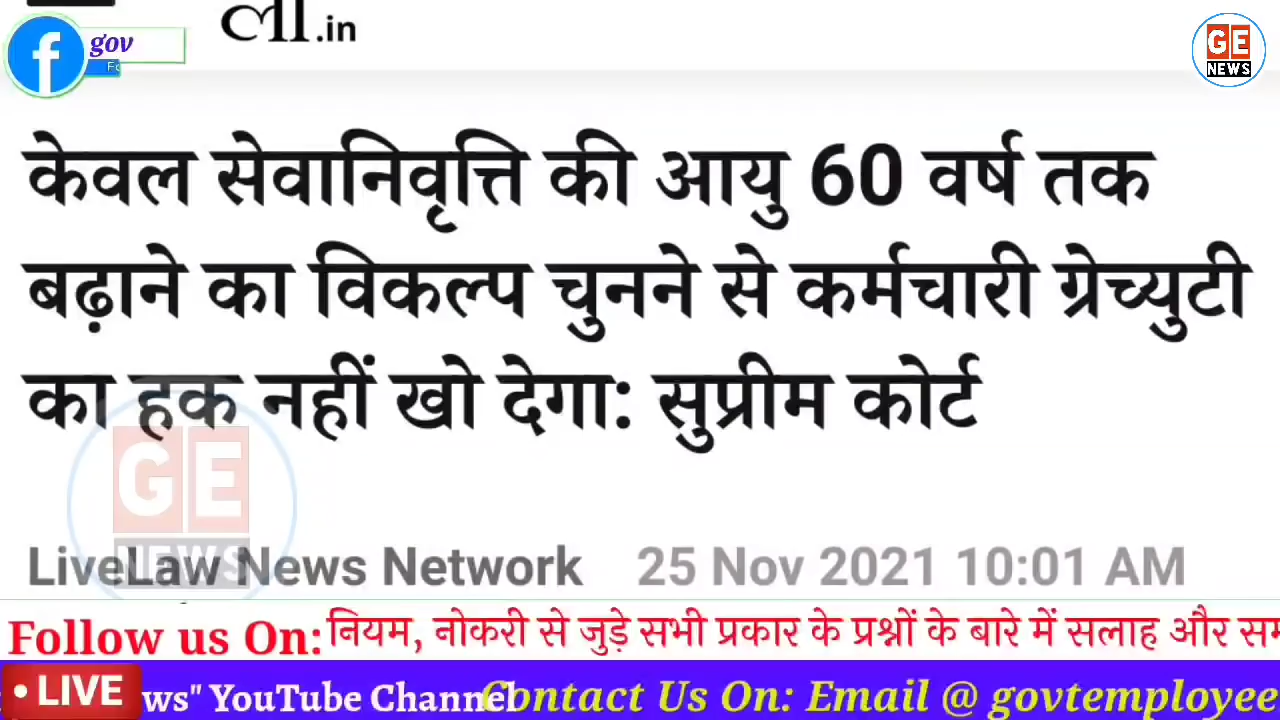 ला.in
f gov
GE
NEWS
केवल सेवानिवृत्ति की आयु 60 वर्ष तक
बढ़ाने का विकल्प चुनने से कर्मचारी ग्रेच्युटी
का हक नहीं खो देगा: सुप्रीम कोर्ट
GE
NEWS
LiveLaw News Network 25 Nov 2021 10:01 AM
Follow us On: नियम, नोकरी से जुड़े सभी प्रकार के प्रश्नों के बारे में सलाह और
• LIVE ws" YouTube Channel Contact Us On: Email @ govtemployee